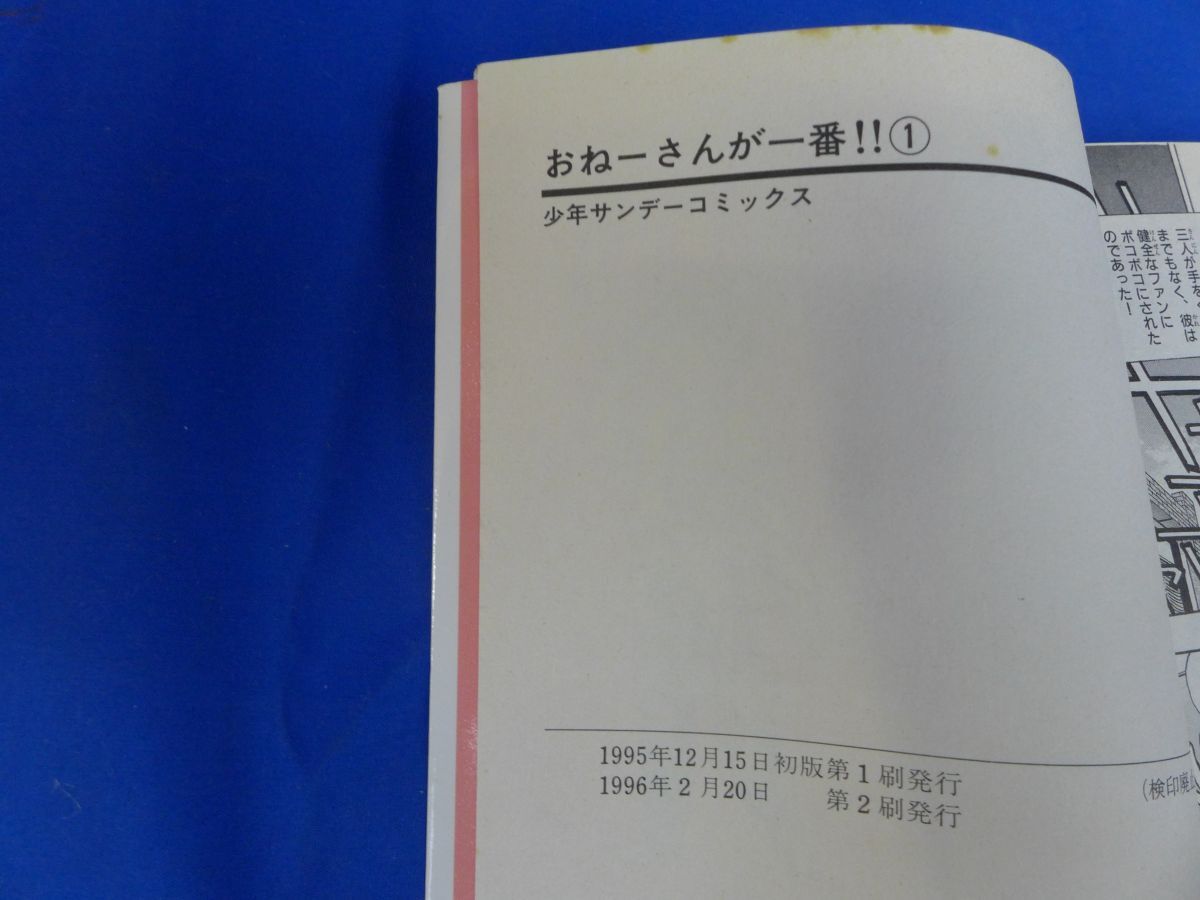 おねーさんが一番!!①
少年サンデーコミックス
1995年12月15日初版第1刷発行
1996年2月20日 第2刷発行
(検印廃
三人が手を
までもなく、彼は
健全なファンに
ボコボコにされた
のであった!